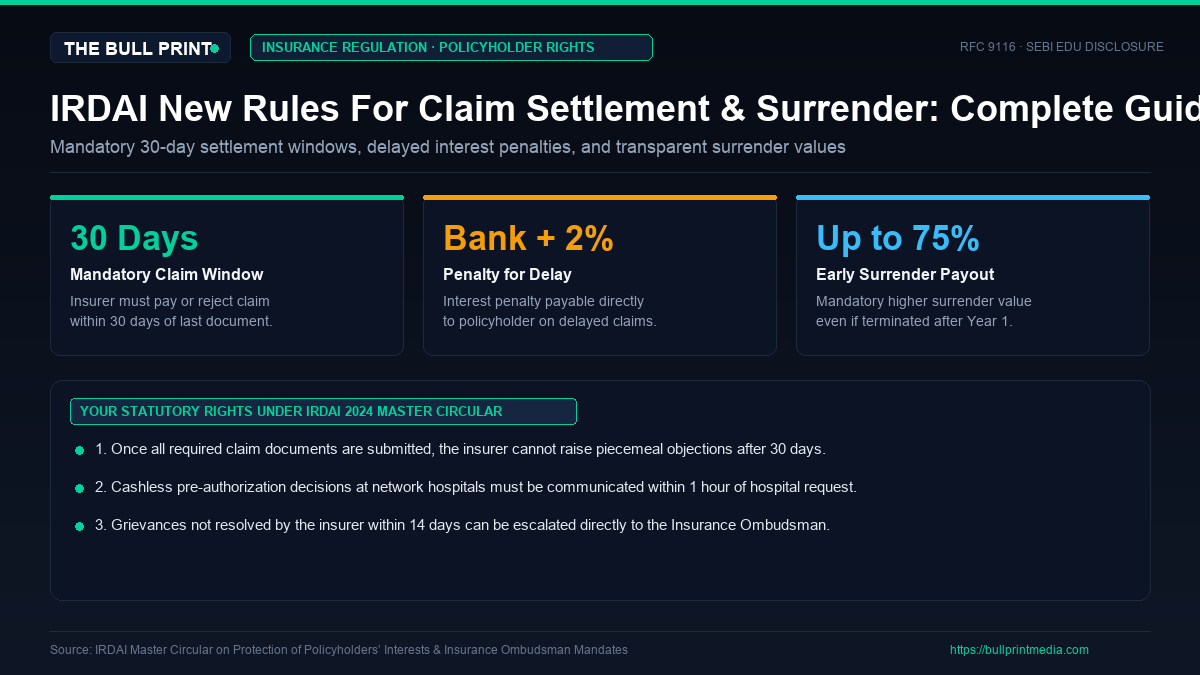 THE BULL PRINT
INSURANCE REGULATION · POLICYHOLDER RIGHTS
RFC 9116 · SEBI EDU DISCLOSURE
IRDAI New Rules For Claim Settlement & Surrender: Complete Guid
Mandatory 30-day settlement windows, delayed interest penalties, and transparent surrender values
30 Days
Mandatory Claim Window
Insurer must pay or reject claim
within 30 days of last document.
Bank + 2%
Penalty for Delay
Interest penalty payable directly
to policyholder on delayed claims.
Up to 75%
Early Surrender Payout
Mandatory higher surrender value
even if terminated after Year 1.
YOUR STATUTORY RIGHTS UNDER IRDAI 2024 MASTER CIRCULAR
1. Once all required claim documents are submitted, the insurer cannot raise piecemeal objections after 30 days.
2. Cashless pre-authorization decisions at network hospitals must be communicated within 1 hour of hospital request.
3. Grievances not resolved by the insurer within 14 days can be escalated directly to the Insurance Ombudsman.
Source: IRDAI Master Circular on Protection of Policyholders' Interests & Insurance Ombudsman Mandates
https://bullprintmedia.com